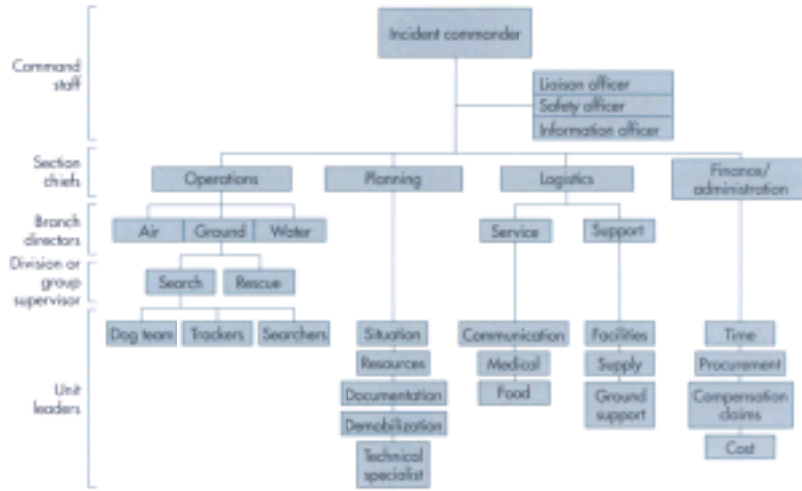 Incident commander
Command
staff
Liaison officer
Safety officer
Information officer
Section
chiefs
Operations
Planning
Logistics
Finance/
administration
Branch
directors
Air
Ground
Water
Service
Support
Division or
group
supervisor
Search
Rescue
Unit
leaders
Dog team
Trackers
Searchers
Situation
Resources
Documentation
Demobilization
Technical
specialist
Communication
Medical
Food
Facilities
Supply
Ground
support
Time
Procurement
Compensation
claims
Cost